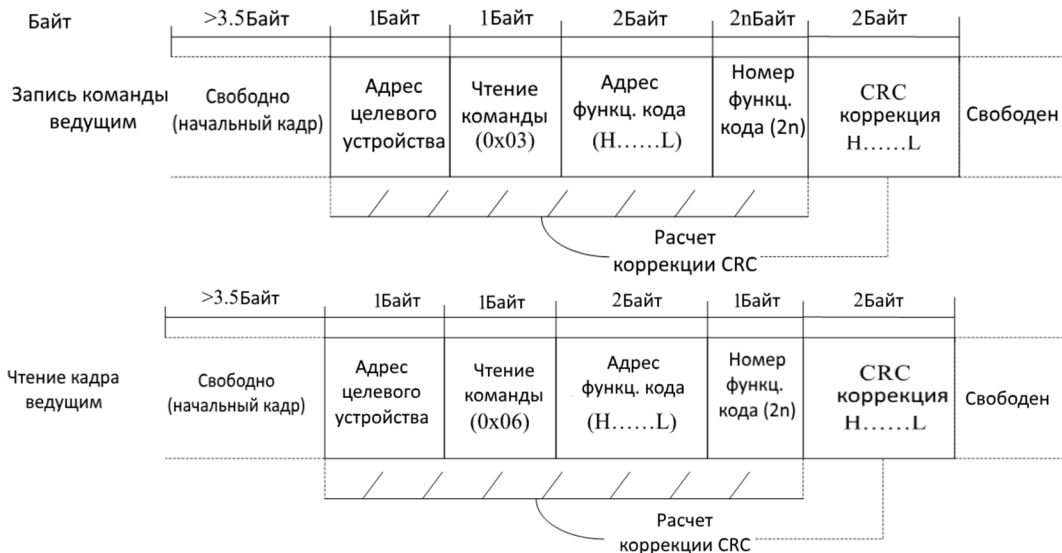 Байт
>3.5Байт 1Байт 1Байт 2Байт 2nБайт 2Байт
Запись команды
ведущим
Свободно
(начальный кадр)
Адрес
целевого
устройства
Чтение
команды
(0x03)
Адрес
функц. кода
(H......L)
Номер
функц.
кода (2n)
CRC
коррекция
H......L
Свободен
Расчет
коррекции CRC
>3.5Байт 1Байт 1Байт 2Байт 1Байт 2Байт
Чтение кадра
ведущим
Свободно
(начальный кадр)
Адрес
целевого
устройства
Чтение
команды
(0x06)
Адрес
функц. кода
(H......L)
Номер
функц.
кода (2n)
CRC
коррекция
H......L
Свободен
Расчет
коррекции CRC